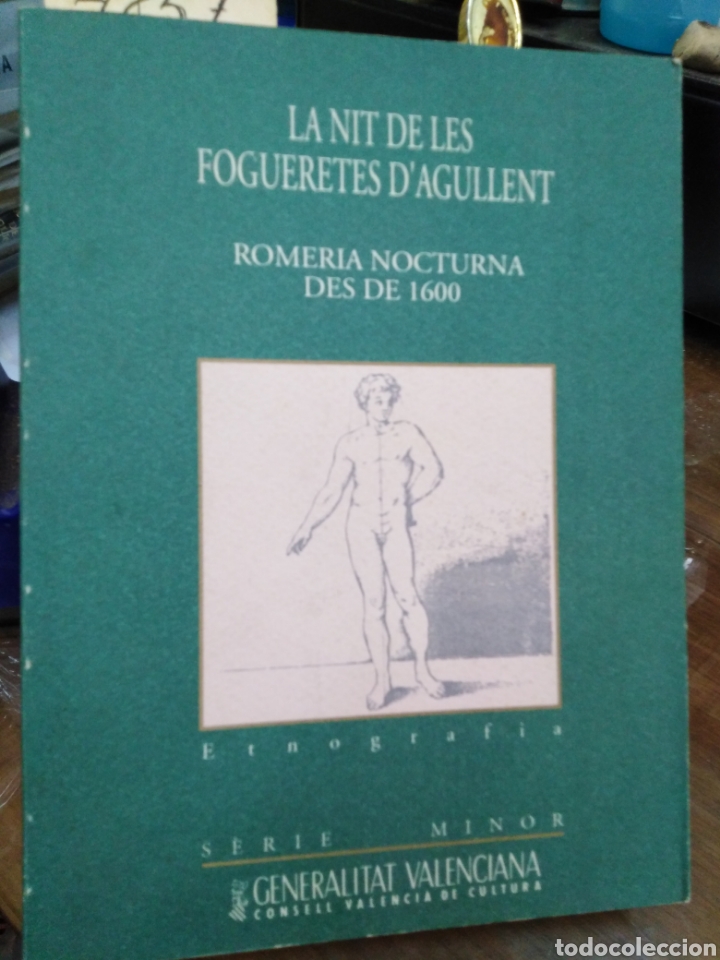 LA NIT DE LES
FOGUERETES D'AGULLENT
ROMERIA NOCTURNA
DES DE 1600
Etnografia
SÈRIE MINOR
GENERALITAT VALENCIANA
CONSELL VALENCIÀ DE CULTURA
todocoleccion